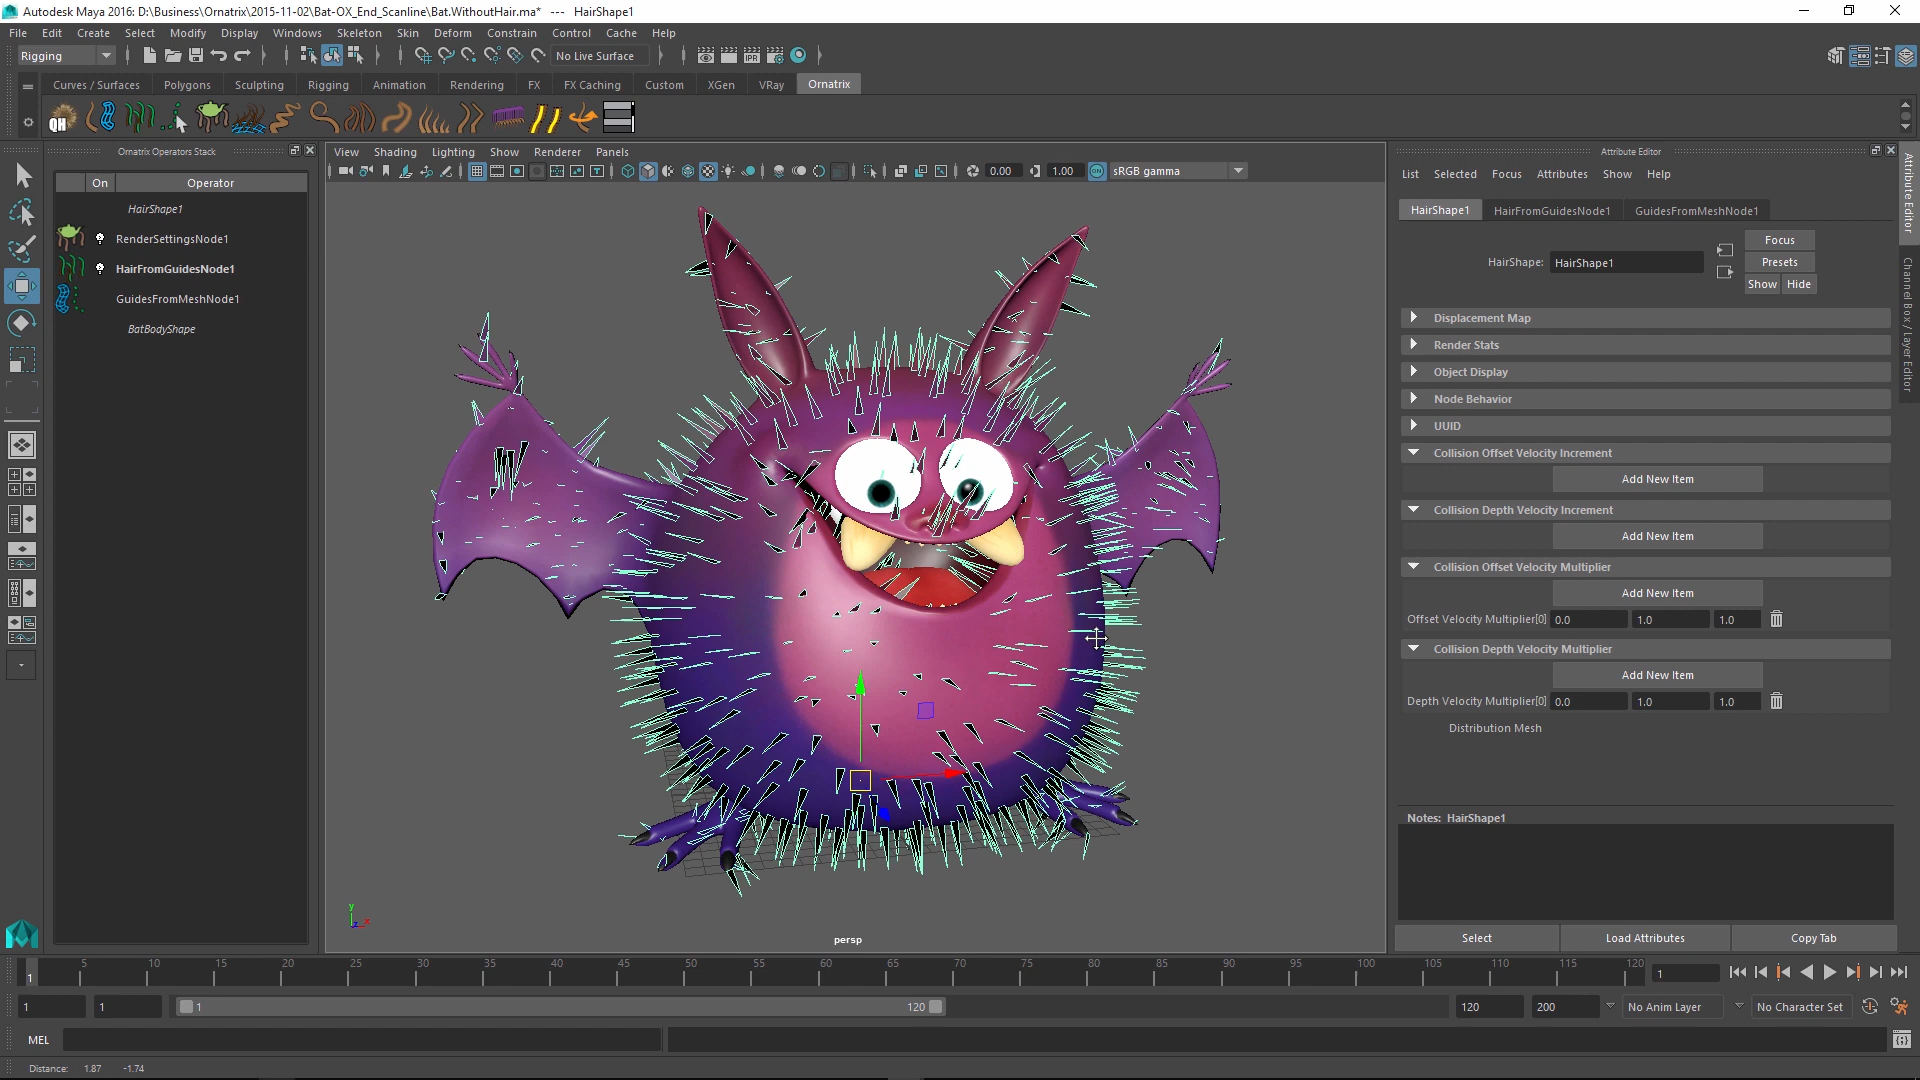 Autodesk Maya 2016: D:\Business\Ornatrix\2015-11-02\Bat-OX_End_Scanline\Bat.WithoutHair.ma* --- HairShape1
File Edit Create Select Modify Display Windows Skeleton Skin Deform Constrain Control Cache Help
Rigging No Live Surface
Curves / Surfaces Polygons Sculpting Rigging Animation Rendering FX FX Caching Custom XGen VRay Ornatrix
QH
Ornatrix Operators Stack
On Operator
HairShape1
RenderSettingsNode1
HairFromGuidesNode1
GuidesFromMeshNode1
BatBodyShape
View Shading Lighting Show Renderer Panels
0.00 1.00 ON sRGB gamma
persp
y
x
z
Attribute Editor
List Selected Focus Attributes Show Help
HairShape1 HairFromGuidesNode1 GuidesFromMeshNode1
HairShape: HairShape1
Focus
Presets
Show Hide
Displacement Map
Render Stats
Object Display
Node Behavior
UUID
Collision Offset Velocity Increment
Add New Item
Collision Depth Velocity Increment
Add New Item
Collision Offset Velocity Multiplier
Add New Item
Offset Velocity Multiplier[0] 0.0 1.0 1.0
Collision Depth Velocity Multiplier
Add New Item
Depth Velocity Multiplier[0] 0.0 1.0 1.0
Distribution Mesh
Notes: HairShape1
Select Load Attributes Copy Tab
Attribute Editor
Channel Box / Layer Editor
1 5 10 15 20 25 30 35 40 45 50 55 60 65 70 75 80 85 90 95 100 105 110 115 120 1
1 1 1 120 120 200 No Anim Layer No Character Set
MEL
Distance: 1.87 -1.74